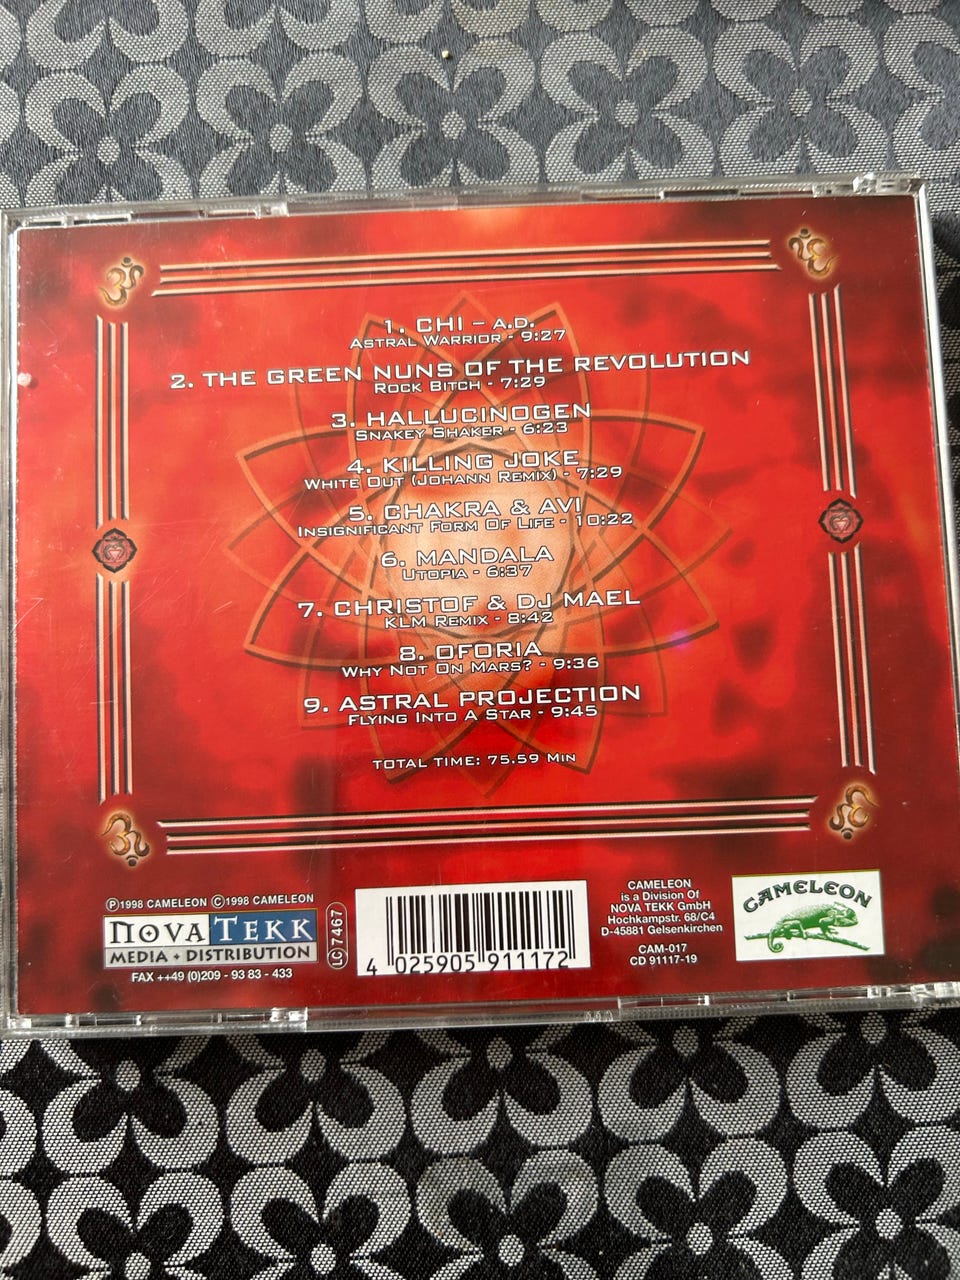 1. CHI – A.D.
ASTRAL WARRIOR - 9:27
2. THE GREEN NUNS OF THE REVOLUTION
ROCK BITCH - 7:29
3. HALLUCINOGEN
SNAKEY SHAKER - 6:23
4. KILLING JOKE
WHITE OUT (JOHANN REMIX) - 7:29
5. CHAKRA & AVI
INSIGNIFICANT FORM OF LIFE - 10:22
6. MANDALA
UTOPIA - 6:37
7. CHRISTOF & DJ MAEL
KLM REMIX - 8:42
8. OFORIA
WHY NOT ON MARS? - 9:36
9. ASTRAL PROJECTION
FLYING INTO A STAR - 9:45
TOTAL TIME: 75.59 MIN
Ⓟ1998 CAMELEON Ⓒ1998 CAMELEON
NOVA TEKK
MEDIA • DISTRIBUTION
FAX ++49 (0)209 - 93 83 - 433
LC 7467
4 025905 911172
CAMELEON
is a Division Of
NOVA TEKK GmbH
Hochkampstr. 68/C4
D-45881 Gelsenkirchen
CAM-017
CD 91117-19
CAMELEON